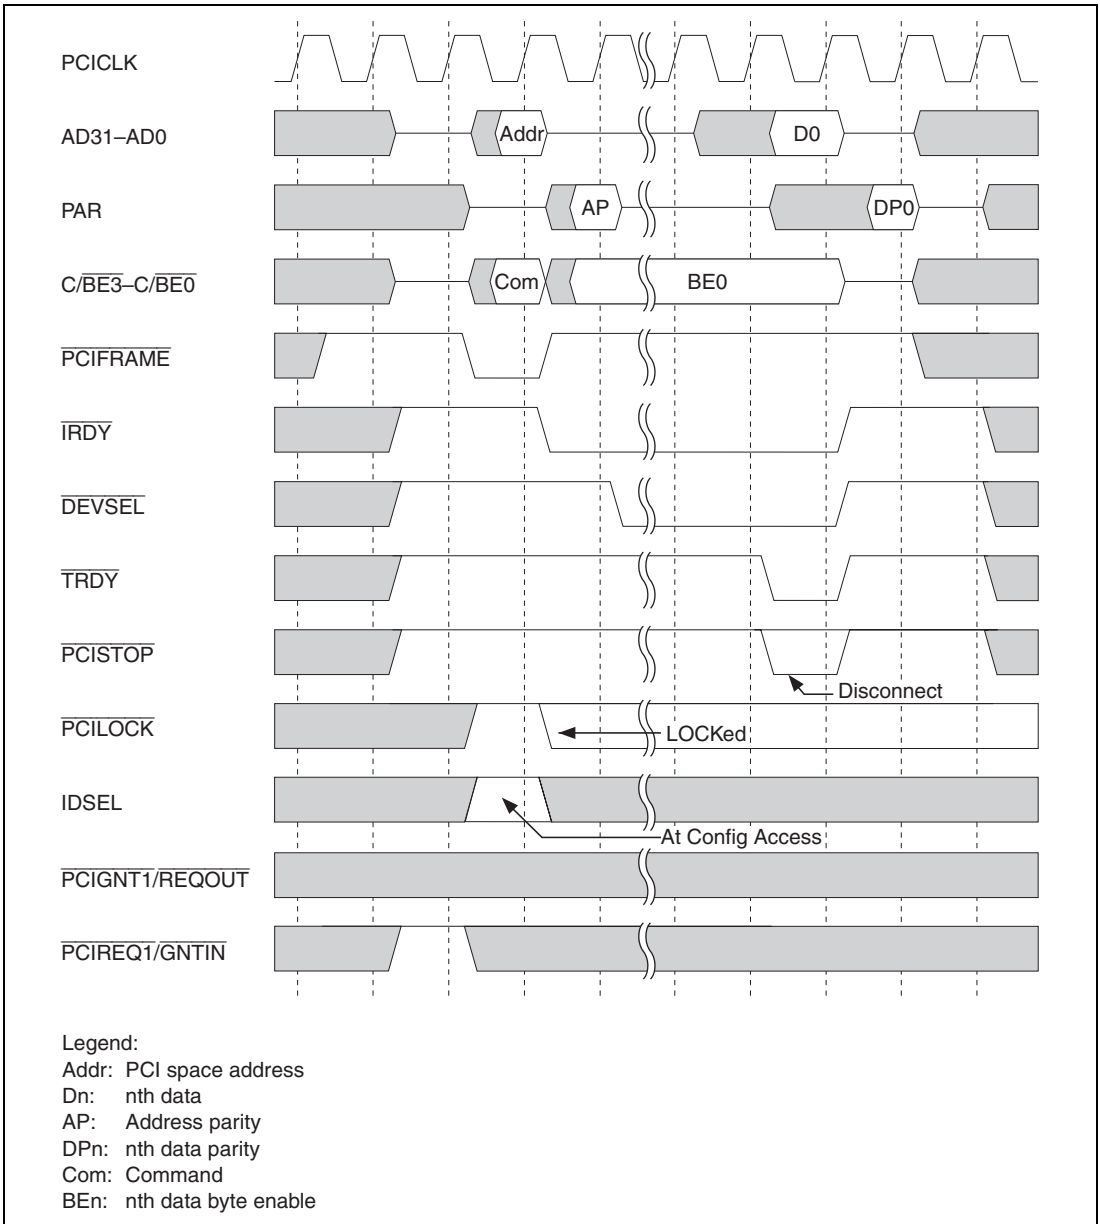 PCICLK
AD31–AD0 Addr D0
PAR AP DP0
C/BE3–C/BE0 Com BE0
PCIFRAME
IRDY
DEVSEL
TRDY
PCISTOP
Disconnect
PCILOCK LOCKed
IDSEL
At Config Access
PCIGNT1/REQOUT
PCIREQ1/GNTIN
Legend:
Addr: PCI space address
Dn: nth data
AP: Address parity
DPn: nth data parity
Com: Command
BEn: nth data byte enable